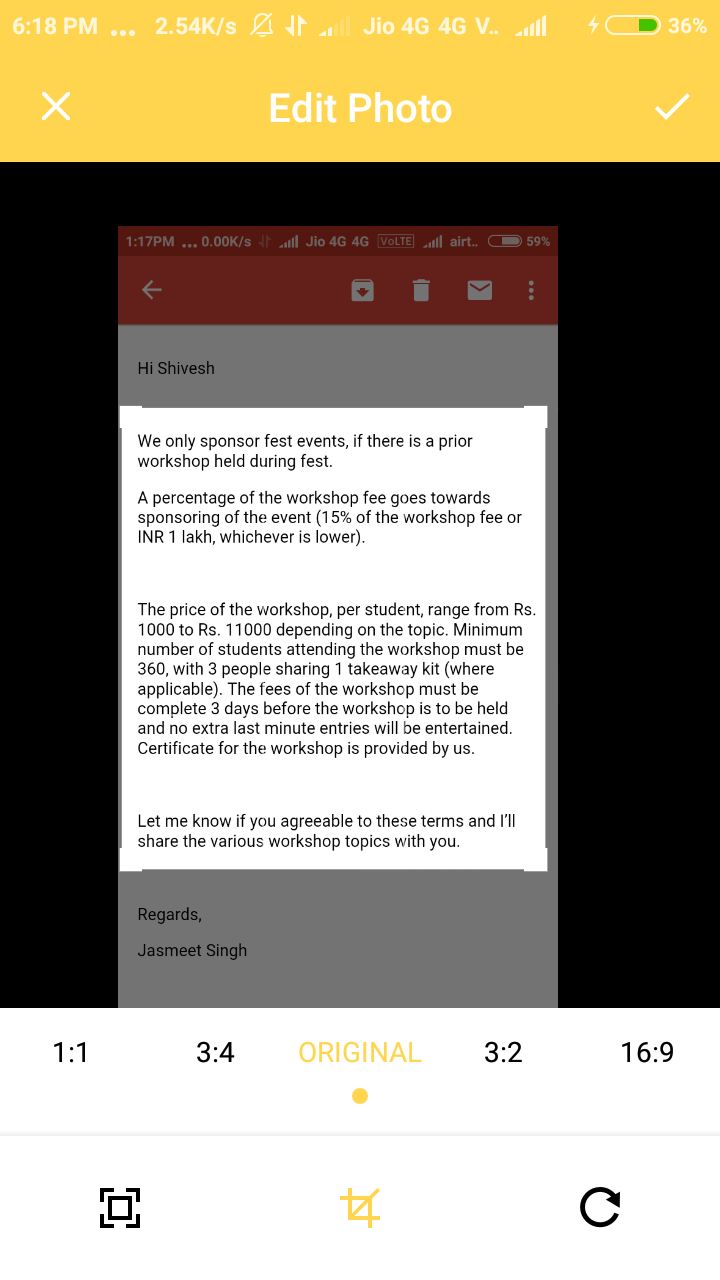 6:18 PM ... 2.54K/s Jio 4G 4G V.. 36%
Edit Photo
1:17PM ... 0.00K/s Jio 4G 4G VoLTE airt.. 59%
Hi Shivesh
We only sponsor fest events, if there is a prior
workshop held during fest.
A percentage of the workshop fee goes towards
sponsoring of the event (15% of the workshop fee or
INR 1 lakh, whichever is lower).
The price of the workshop, per student, range from Rs.
1000 to Rs. 11000 depending on the topic. Minimum
number of students attending the workshop must be
360, with 3 people sharing 1 takeaway kit (where
applicable). The fees of the workshop must be
complete 3 days before the workshop is to be held
and no extra last minute entries will be entertained.
Certificate for the workshop is provided by us.
Let me know if you agreeable to these terms and I'll
share the various workshop topics with you.
Regards,
Jasmeet Singh
1:1 3:4 ORIGINAL 3:2 16:9